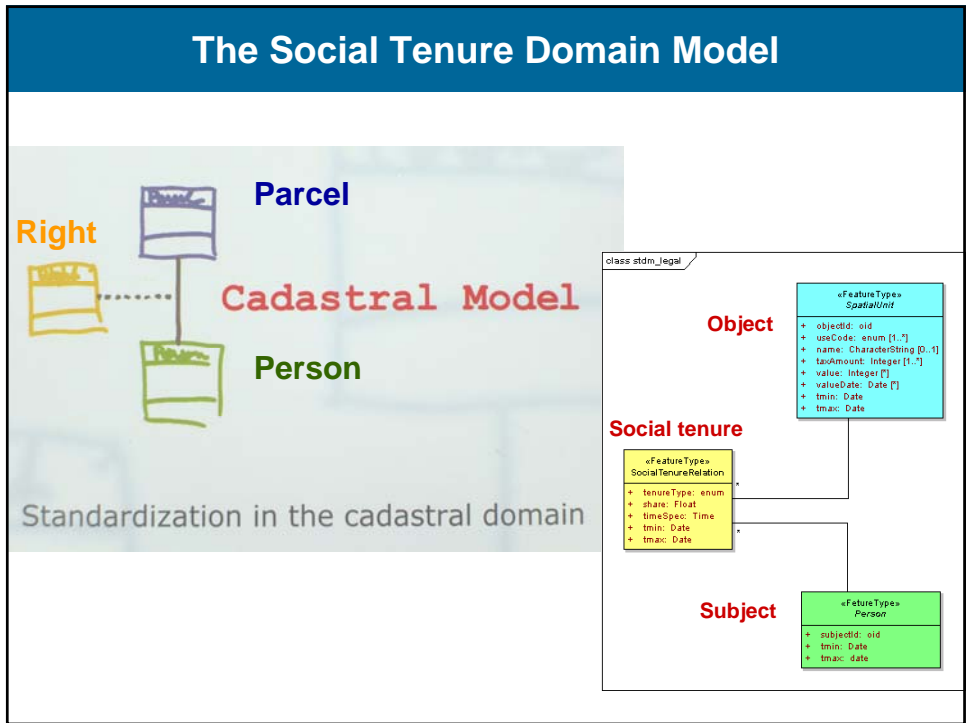 The Social Tenure Domain Model
Parcel
Right
Cadastral Model
Person
Standardization in the cadastral domain
class stdm_legal
Object
«FeatureType»
SpatialUnit
+ objectId: oid
+ useCode: enum [1..*]
+ name: CharacterString [0..1]
+ taxAmount: Integer [1..*]
+ value: Integer [*]
+ valueDate: Date [*]
+ tmin: Date
+ tmax: Date
Social tenure
«FeatureType»
SocialTenureRelation
+ tenureType: enum
+ share: Float
+ timeSpec: Time
+ tmin: Date
+ tmax: Date
*
*
Subject
«FetureType»
Person
+ subjectId: oid
+ tmin: Date
+ tmax: date